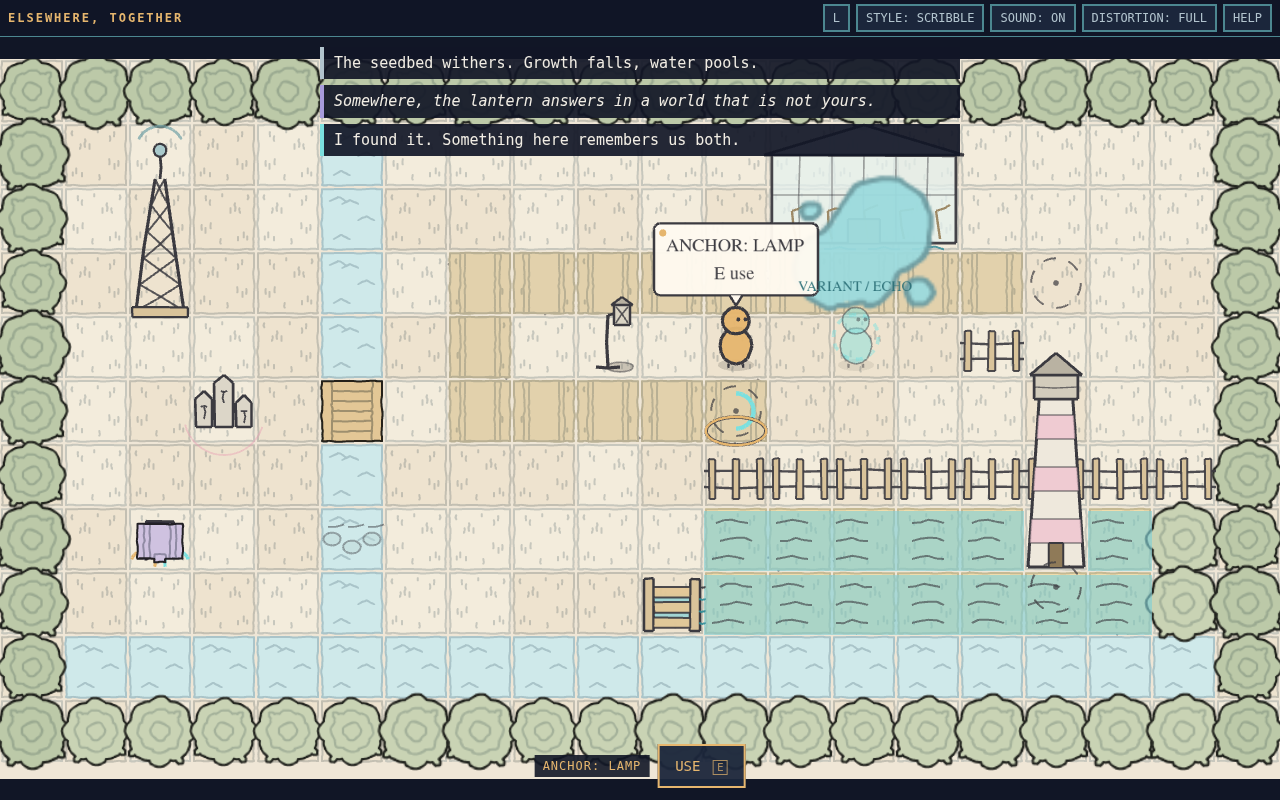 ELSEWHERE, TOGETHER
L
STYLE: SCRIBBLE
SOUND: ON
DISTORTION: FULL
HELP
The seedbed withers. Growth falls, water pools.
Somewhere, the lantern answers in a world that is not yours.
I found it. Something here remembers us both.
ANCHOR: LAMP
E use
VARIANT / ECHO
ANCHOR: LAMP
USE E